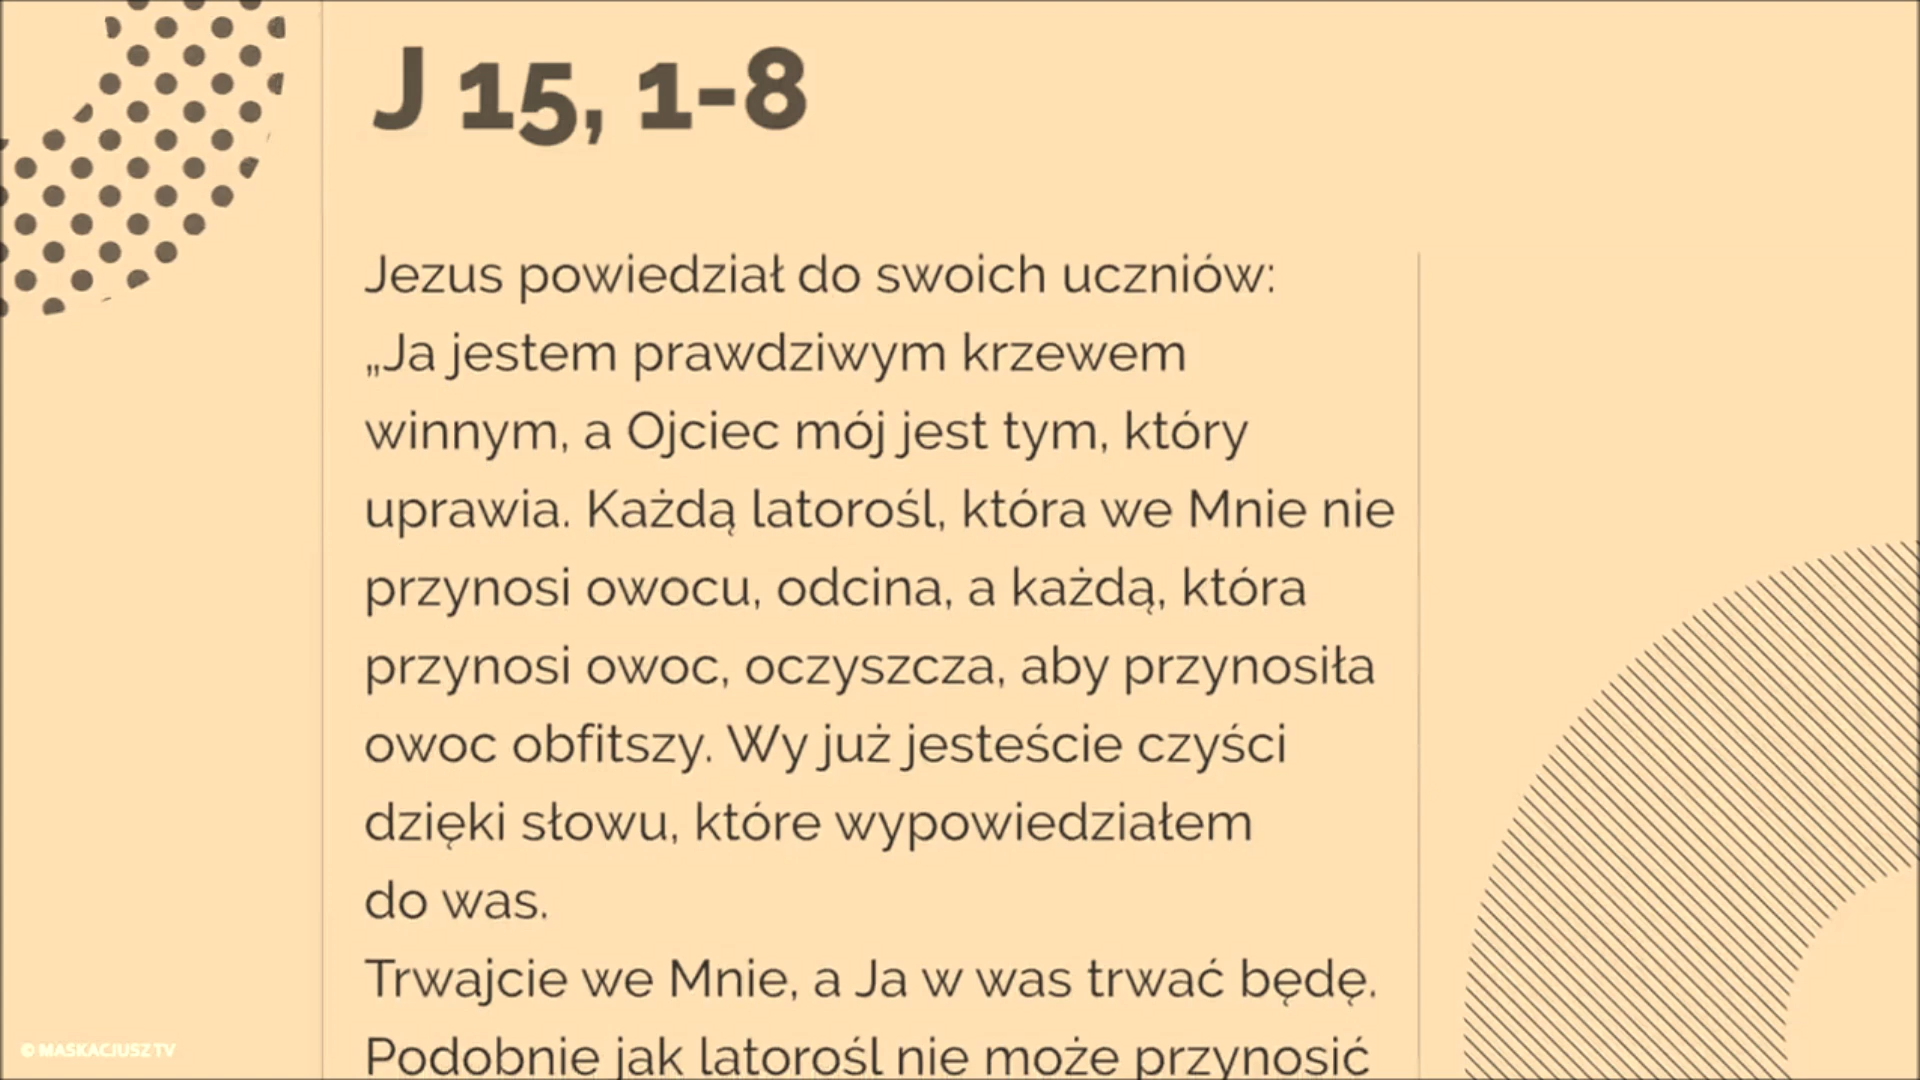 J 15, 1-8
Jezus powiedział do swoich uczniów:
„Ja jestem prawdziwym krzewem
winnym, a Ojciec mój jest tym, który
uprawia. Każdą latorośl, która we Mnie nie
przynosi owocu, odcina, a każdą, która
przynosi owoc, oczyszcza, aby przynosiła
owoc obfitszy. Wy już jesteście czyści
dzięki słowu, które wypowiedziałem
do was.
Trwajcie we Mnie, a Ja w was trwać będę.
Podobnie jak latorośl nie może przynosić
© MASKACJUSZ TV